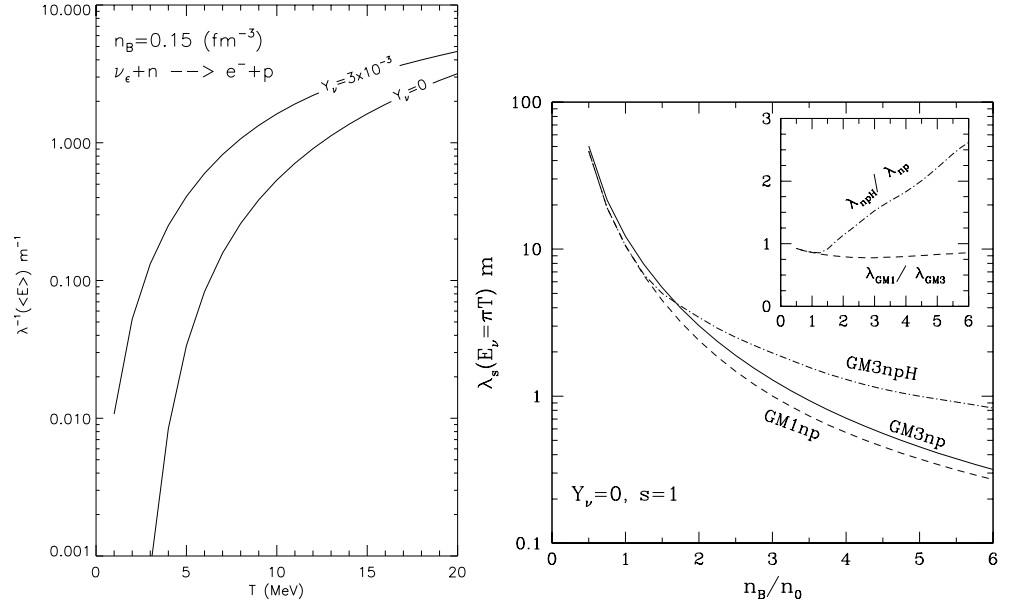 10.000
1.000
0.100
0.010
0.001
λ⁻¹(<E>) m⁻¹
n_B=0.15 (fm⁻³)
ν_ϵ+n --> e⁻+p
Y_ν=3x10⁻³
Y_ν=0
0 5 10 15 20
T (MeV)
100
10
1
0.1
λ_s(E_ν=πT) m
3
2
1
0
λ_npH/ λ_np
λ_GM1/ λ_GM3
0 1 2 3 4 5 6
GM3npH
GM3np
GM1np
Y_ν=0, s=1
0 1 2 3 4 5 6
n_B/n_0